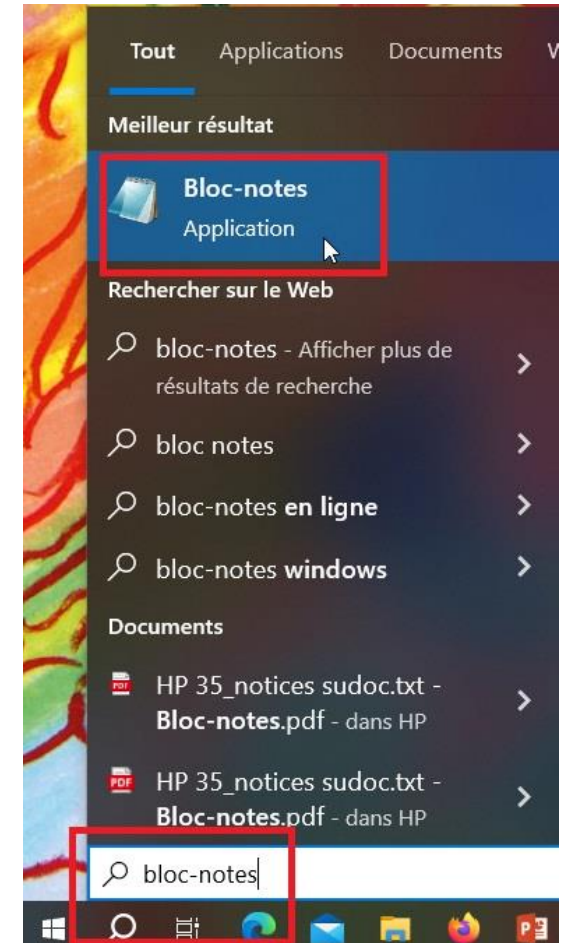 Tout Applications Documents
Meilleur résultat
Bloc-notes
Application
Rechercher sur le Web
bloc-notes - Afficher plus de
résultats de recherche
bloc notes
bloc-notes en ligne
bloc-notes windows
Documents
PDF HP 35_notices sudoc.txt -
Bloc-notes.pdf - dans HP
PDF HP 35_notices sudoc.txt -
Bloc-notes.pdf - dans HP
bloc-notes